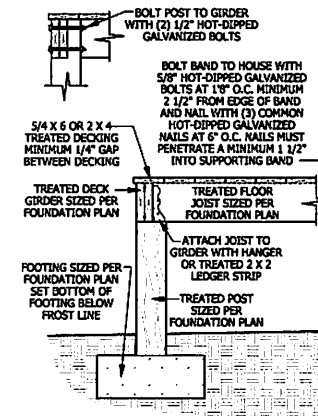 BOLT POST TO GIRDER
WITH (2) 1/2" HOT-DIPPED
GALVANIZED BOLTS
BOLT BAND TO HOUSE WITH
5/8" HOT-DIPPED GALVANIZED
BOLTS AT 1'8" O.C. MINIMUM
2 1/2" FROM EDGE OF BAND
AND NAIL WITH (3) COMMON
HOT-DIPPED GALVANIZED
NAILS AT 6" O.C. NAILS MUST
PENETRATE A MINIMUM 1 1/2"
INTO SUPPORTING BAND
5/4 X 6 OR 2 X 4
TREATED DECKING
MINIMUM 1/4" GAP
BETWEEN DECKING
TREATED DECK
GIRDER SIZED PER
FOUNDATION PLAN
TREATED FLOOR
JOIST SIZED PER
FOUNDATION PLAN
ATTACH JOIST TO
GIRDER WITH HANGER
OR TREATED 2 X 2
LEDGER STRIP
FOOTING SIZED PER
FOUNDATION PLAN
SET BOTTOM OF
FOOTING BELOW
FROST LINE
TREATED POST
SIZED PER
FOUNDATION PLAN